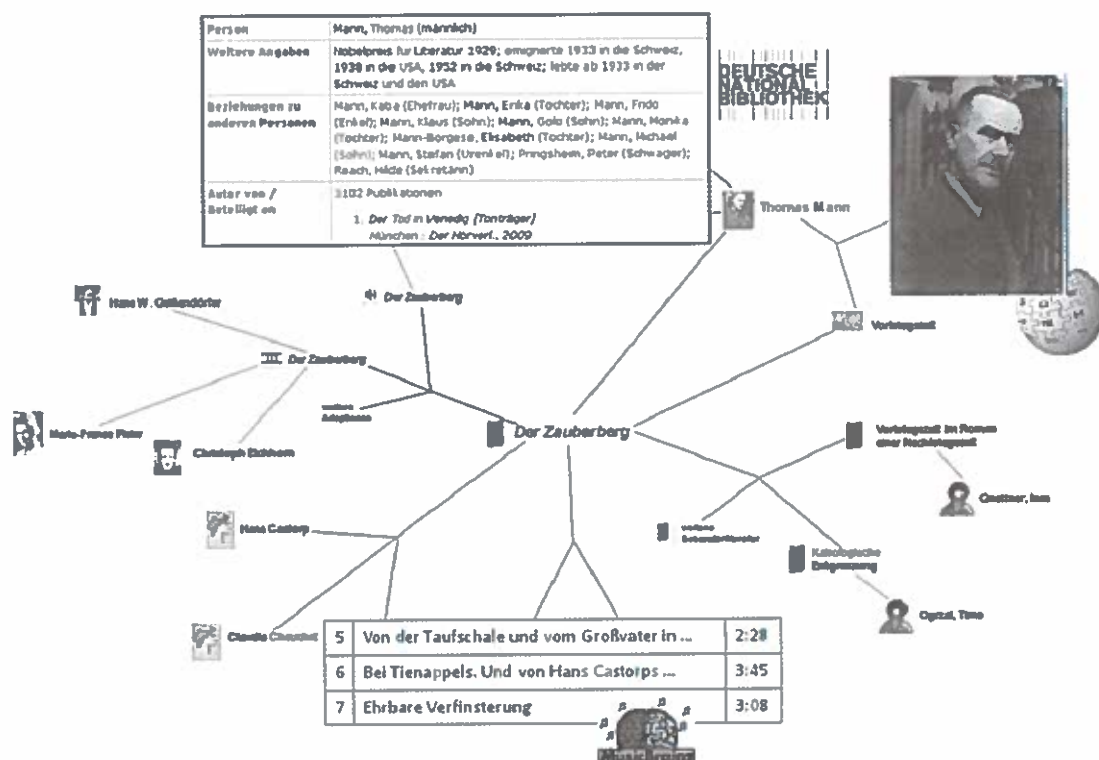 Person Mann, Thomas (männlich)
Weitere Angaben Nobelpreis für Literatur 1929; emigrierte 1933 in die Schweiz,
1938 in die USA, 1952 in die Schweiz; lebte ab 1933 in der
Schweiz und den USA
Beziehungen zu Mann, Katia (Ehefrau); Mann, Erika (Tochter); Mann, Frido
anderen Personen (Enkel); Mann, Klaus (Sohn); Mann, Golo (Sohn); Mann, Monika
(Tochter); Mann-Borgese, Elisabeth (Tochter); Mann, Michael
(Sohn); Mann, Stefan (Urenkel); Pringsheim, Peter (Schwager);
Reach, Hilde (Sekretärin)
Autor von / 3102 Publikationen
Beteiligt an
1. Der Tod in Venedig [Tonträger]
München : Der Hörverl., 2009
DEUTSCHE
NATIONAL
BIBLIOTHEK
Thomas Mann
Der Zauberberg
Hans W. Geißendörfer
Der Zauberberg
weitere
Adaptionen
Marie-France Pisier
Christoph Eichhorn
Der Zauberberg
im Roman
einer
weitere
Sekundärliteratur
Hans Castorp
Entgrenzung
Clawdia Chauchat
5 Von der Taufschale und vom Großvater in ... 2:28
6 Bei Tienappels. Und von Hans Castorps ... 3:45
7 Ehrbare Verfinsterung 3:08